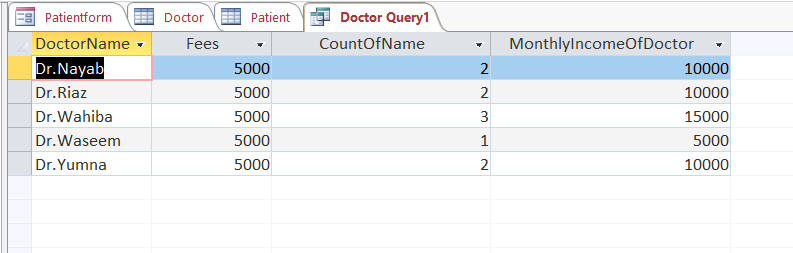 Patientform Doctor Patient Doctor Query1
DoctorName Fees CountOfName MonthlyIncomeOfDoctor
Dr.Nayab 5000 2 10000
Dr.Riaz 5000 2 10000
Dr.Wahiba 5000 3 15000
Dr.Waseem 5000 1 5000
Dr.Yumna 5000 2 10000